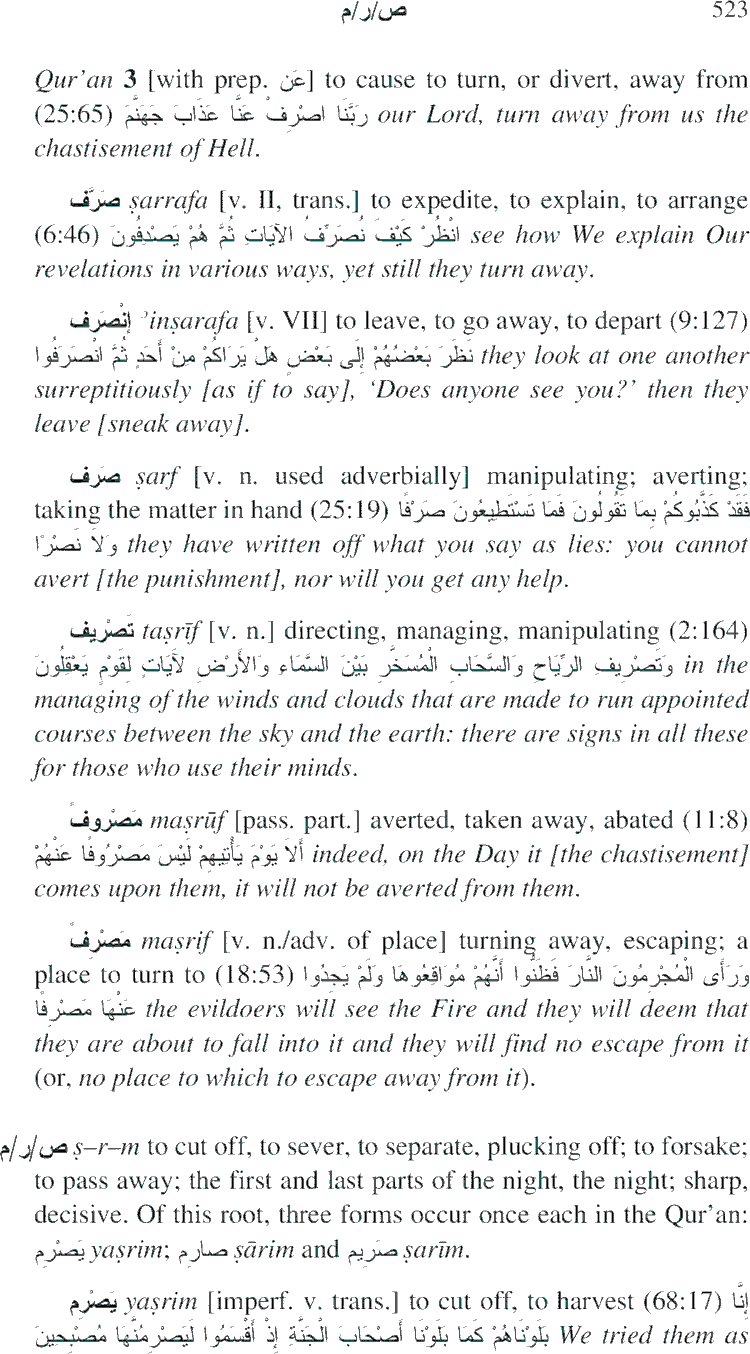 ص/ر/م 523
Qur'an 3 [with prep. عَن] to cause to turn, or divert, away from
(25:65) رَبَّنَا اصْرِفْ عَنَّا عَذَابَ جَهَنَّمَ our Lord, turn away from us the
chastisement of Hell.
صَرَّف ṣarrafa [v. II, trans.] to expedite, to explain, to arrange
(6:46) انْظُرْ كَيْفَ نُصَرِّفُ الآيَاتِ ثُمَّ هُمْ يَصْدِفُونَ see how We explain Our
revelations in various ways, yet still they turn away.
إِنْصَرَف ʾinṣarafa [v. VII] to leave, to go away, to depart (9:127)
نَظَرَ بَعْضُهُمْ إِلَى بَعْضٍ هَلْ يَرَاكُمْ مِنْ أَحَدٍ ثُمَّ انْصَرَفُوا they look at one another
surreptitiously [as if to say], ‘Does anyone see you?’ then they
leave [sneak away].
صَرَف ṣarf [v. n. used adverbially] manipulating; averting;
taking the matter in hand (25:19) فَقَدْ كَذَّبُوكُمْ بِمَا تَقُولُونَ فَمَا تَسْتَطِيعُونَ صَرْفًا
وَلاَ نَصْرًا they have written off what you say as lies: you cannot
avert [the punishment], nor will you get any help.
تَصْرِيف taṣrīf [v. n.] directing, managing, manipulating (2:164)
وَتَصْرِيفِ الرِّيَاحِ وَالسَّحَابِ الْمُسَخَّرِ بَيْنَ السَّمَاءِ وَالأَرْضِ لآيَاتٍ لِقَوْمٍ يَعْقِلُونَ in the
managing of the winds and clouds that are made to run appointed
courses between the sky and the earth: there are signs in all these
for those who use their minds.
مَصْرُوف maṣrūf [pass. part.] averted, taken away, abated (11:8)
أَلاَ يَوْمَ يَأْتِيهِمْ لَيْسَ مَصْرُوفًا عَنْهُمْ indeed, on the Day it [the chastisement]
comes upon them, it will not be averted from them.
مَصْرِف maṣrif [v. n./adv. of place] turning away, escaping; a
place to turn to (18:53) وَرَأَى الْمُجْرِمُونَ النَّارَ فَظَنُّوا أَنَّهُمْ مُوَاقِعُوهَا وَلَمْ يَجِدُوا
عَنْهَا مَصْرِفًا the evildoers will see the Fire and they will deem that
they are about to fall into it and they will find no escape from it
(or, no place to which to escape away from it).
ص/ر/م ṣ–r–m to cut off, to sever, to separate, plucking off; to forsake;
to pass away; the first and last parts of the night, the night; sharp,
decisive. Of this root, three forms occur once each in the Qur'an:
يَصْرِم yaṣrim; صارِم ṣārim and صَرِيم ṣarīm.
يَصْرِم yaṣrim [imperf. v. trans.] to cut off, to harvest (68:17) إِنَّا
بَلَوْنَاهُمْ كَمَا بَلَوْنَا أَصْحَابَ الْجَنَّةِ إِذْ أَقْسَمُوا لَيَصْرِمُنَّهَا مُصْبِحِينَ We tried them as